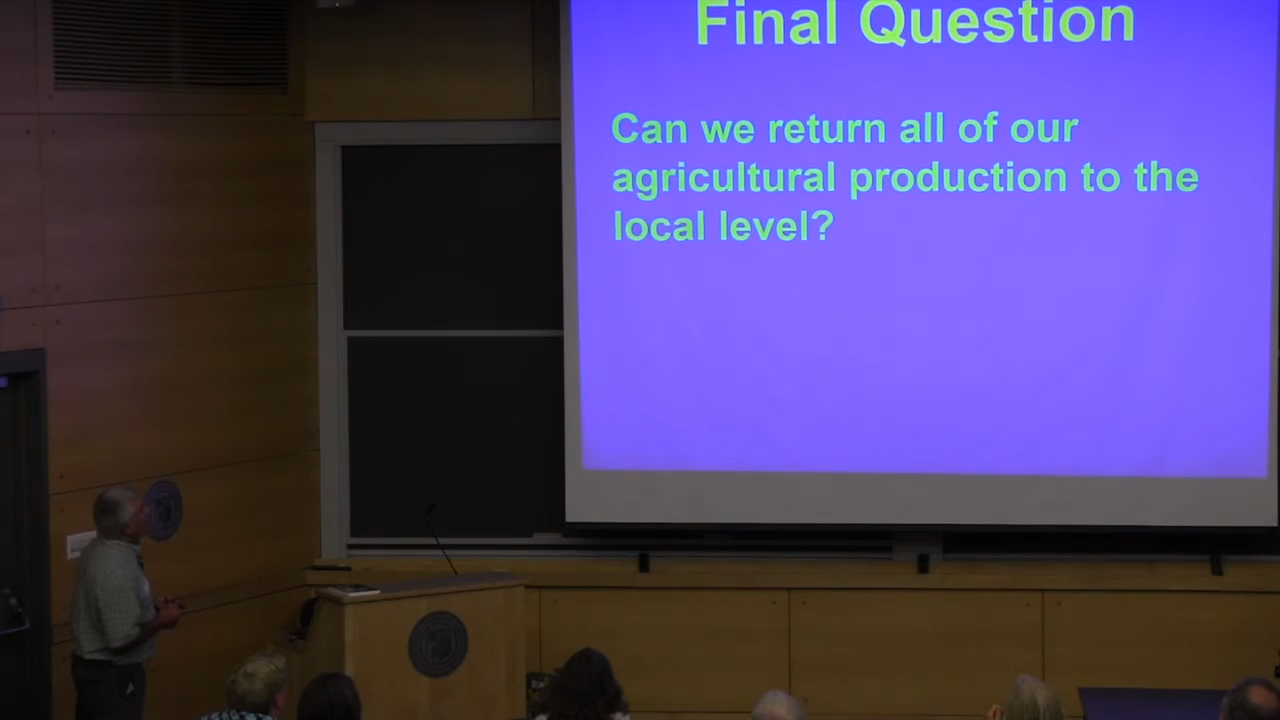 Final Question
Can we return all of our
agricultural production to the
local level?